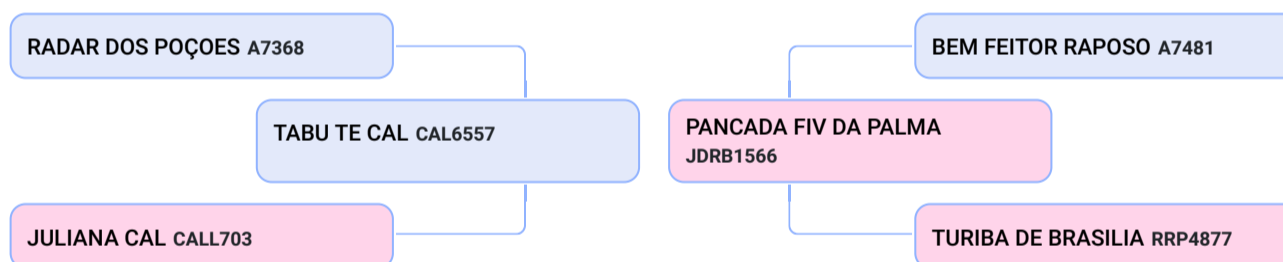 RADAR DOS POÇOES A7368
BEM FEITOR RAPOSO A7481
TABU TE CAL CAL6557
PANCADA FIV DA PALMA
JDRB1566
JULIANA CAL CALL703
TURIBA DE BRASILIA RRP4877